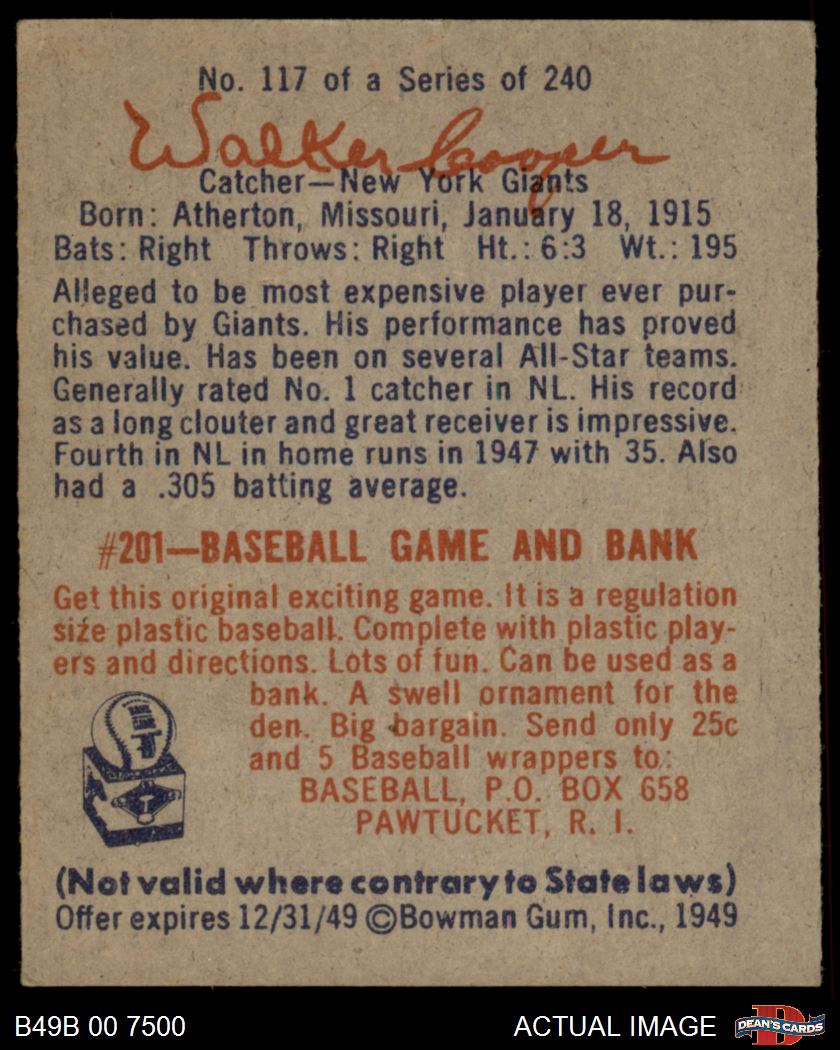 No. 117 of a Series of 240
Walker Cooper
Catcher—New York Giants
Born: Atherton, Missouri, January 18, 1915
Bats: Right Throws: Right Ht.: 6:3 Wt.: 195
Alleged to be most expensive player ever pur-
chased by Giants. His performance has proved
his value. Has been on several All-Star teams.
Generally rated No. 1 catcher in NL. His record
as a long clouter and great receiver is impressive.
Fourth in NL in home runs in 1947 with 35. Also
had a .305 batting average.
#201—BASEBALL GAME AND BANK
Get this original exciting game. It is a regulation
size plastic baseball. Complete with plastic play-
ers and directions. Lots of fun. Can be used as a
bank. A swell ornament for the
den. Big bargain. Send only 25c
and 5 Baseball wrappers to:
BASEBALL, P.O. BOX 658
PAWTUCKET, R. I.
(Not valid where contrary to State laws)
Offer expires 12/31/49 ©Bowman Gum, Inc., 1949
B49B 00 7500
ACTUAL IMAGE
DEAN'S CARDS